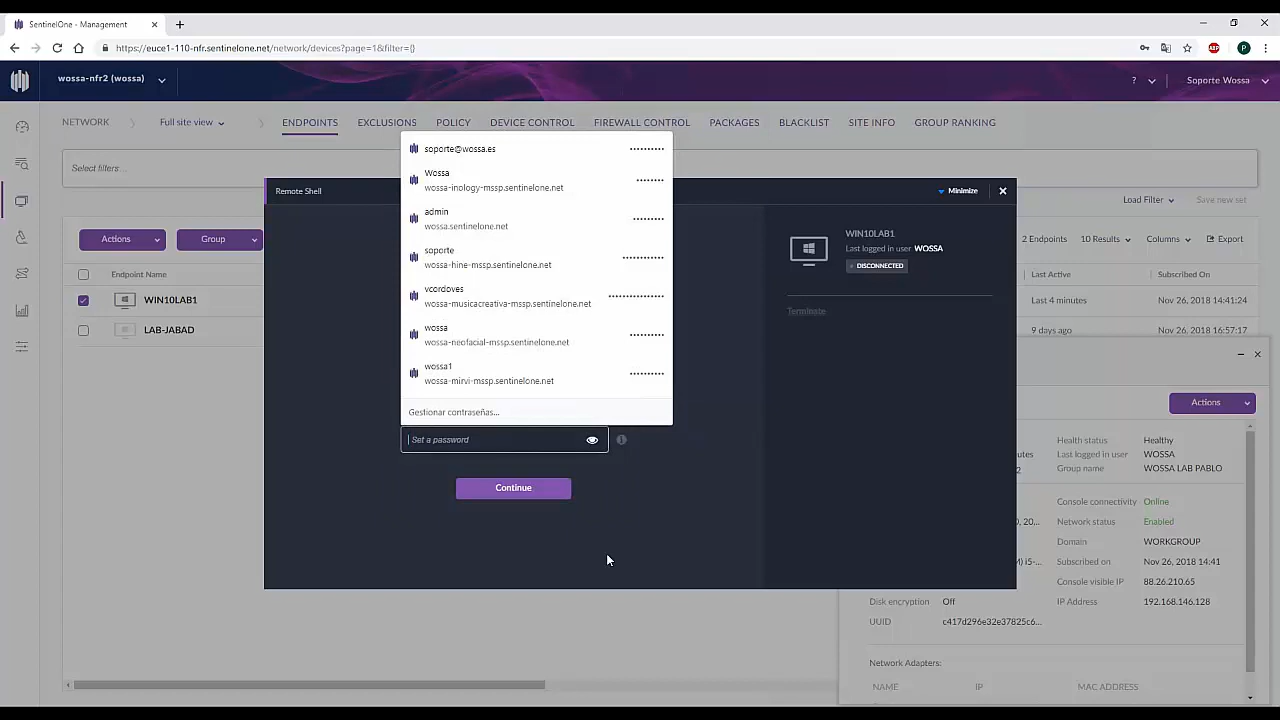 SentinelOne - Management
https://euce1-110-nfr.sentinelone.net/network/devices?page=1&filter={}
ABP
P
wossa-nfr2 (wossa)
?
Soporte Wossa
NETWORK
Full site view
ENDPOINTS
EXCLUSIONS
POLICY
DEVICE CONTROL
FIREWALL CONTROL
PACKAGES
BLACKLIST
SITE INFO
GROUP RANKING
Select filters...
Load Filter
Save new set
Actions
Group
2 Endpoints
10 Results
Columns
Export
Endpoint Name
Last Active
Subscribed On
WIN10LAB1
Last 4 minutes
Nov 26, 2018 14:41:24
LAB-JABAD
9 days ago
Nov 26, 2018 16:57:17
Remote Shell
Minimize
soporte@wossa.es ••••••••••
Wossa
wossa-inology-mssp.sentinelone.net
admin
wossa.sentinelone.net
soporte
wossa-hine-mssp.sentinelone.net
vcordoves
wossa-musicacreativa-mssp.sentinelone.net
wossa
wossa-neofacial-mssp.sentinelone.net
wossa1
wossa-mirvi-mssp.sentinelone.net
Gestionar contraseñas...
Set a password
Continue
WIN10LAB1
Last logged in user WOSSA
DISCONNECTED
Terminate
Actions
Health status Healthy
Last logged in user WOSSA
Group name WOSSA LAB PABLO
Console connectivity Online
Network status Enabled
Domain WORKGROUP
Subscribed on Nov 26, 2018 14:41
Console visible IP 88.26.210.65
Disk encryption Off
IP Address 192.168.146.128
UUID c417d296e32e37825c6...
Network Adapters:
NAME IP MAC ADDRESS